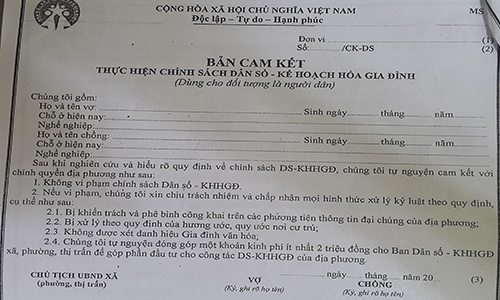 CỘNG HÒA XÃ HỘI CHỦ NGHĨA VIỆT NAM
MS
Độc lập – Tự do – Hạnh phúc
Đơn vị ............ (1)
Số: ........../CK-DS (2)
BẢN CAM KẾT
THỰC HIỆN CHÍNH SÁCH DÂN SỐ - KẾ HOẠCH HÓA GIA ĐÌNH
(Dùng cho đối tượng là người dân)
Chúng tôi gồm:
Họ và tên vợ: ............ Sinh ngày ........ tháng ........ năm ........
Chỗ ở hiện nay: ............
Nghề nghiệp: ............
Họ và tên chồng: ............ Sinh ngày ........ tháng ........ năm ........
Chỗ ở hiện nay: ............
Nghề nghiệp: ............
Sau khi nghiên cứu và hiểu rõ quy định về chính sách DS-KHHGĐ, chúng tôi tự nguyện cam kết với
chính quyền địa phương như sau:
1. Không vi phạm chính sách Dân số - KHHGĐ.
2. Nếu vi phạm, chúng tôi xin chịu trách nhiệm và chấp nhận mọi hình thức xử lý kỷ luật theo quy định,
cụ thể như sau:
2.1. Bị khiển trách và phê bình công khai trên các phương tiện thông tin đại chúng của địa phương;
2.2. Bị xử lý theo quy định của hương ước, quy ước nơi cư trú;
2.3. Không được xét danh hiệu Gia đình văn hóa;
2.4. Chúng tôi tự nguyện đóng góp một khoản kinh phí ít nhất 2 triệu đồng cho Ban Dân số - KHHGĐ
xã, phường, thị trấn để góp phần đầu tư cho công tác DS-KHHGĐ của địa phương.
............, ngày ........ tháng ........ năm 20 .... (3)
CHỦ TỊCH UBND XÃ
(phường, thị trấn)
VỢ
(Ký, ghi rõ họ tên)
CHỒNG
(Ký, ghi rõ họ tên)